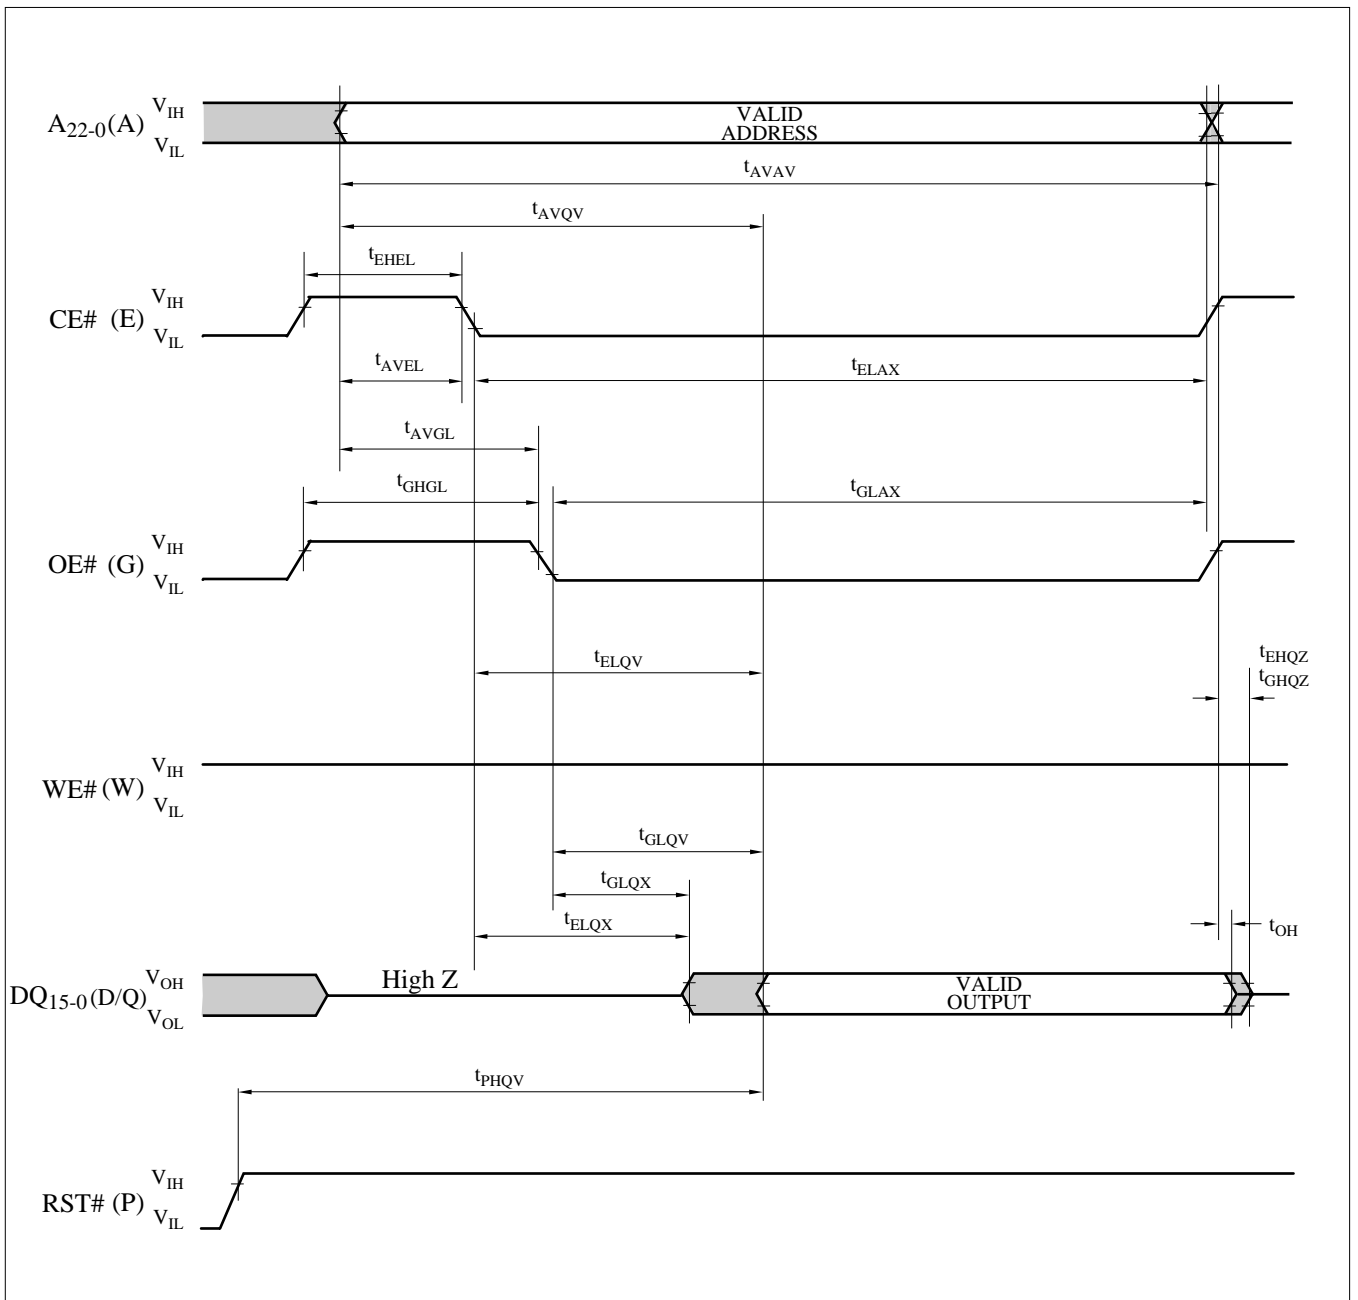 VIH
A22-0(A)
VIL
VALID
ADDRESS
tAVAV
tAVQV
tEHEL
VIH
CE# (E)
VIL
tAVEL
tELAX
tAVGL
tGHGL
tGLAX
VIH
OE# (G)
VIL
tELQV
tEHQZ
tGHQZ
VIH
WE# (W)
VIL
tGLQV
tGLQX
tELQX
tOH
VOH
DQ15-0(D/Q)
VOL
High Z
VALID
OUTPUT
tPHQV
VIH
RST# (P)
VIL